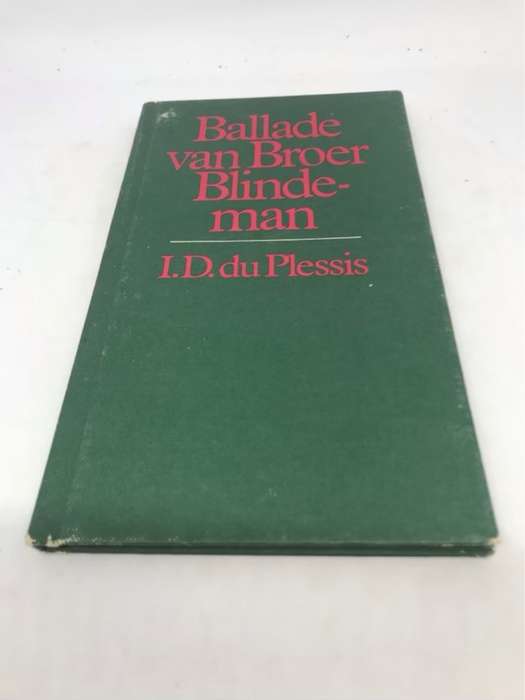 Ballade
van Broer
Blinde-
man
I.D. du Plessis